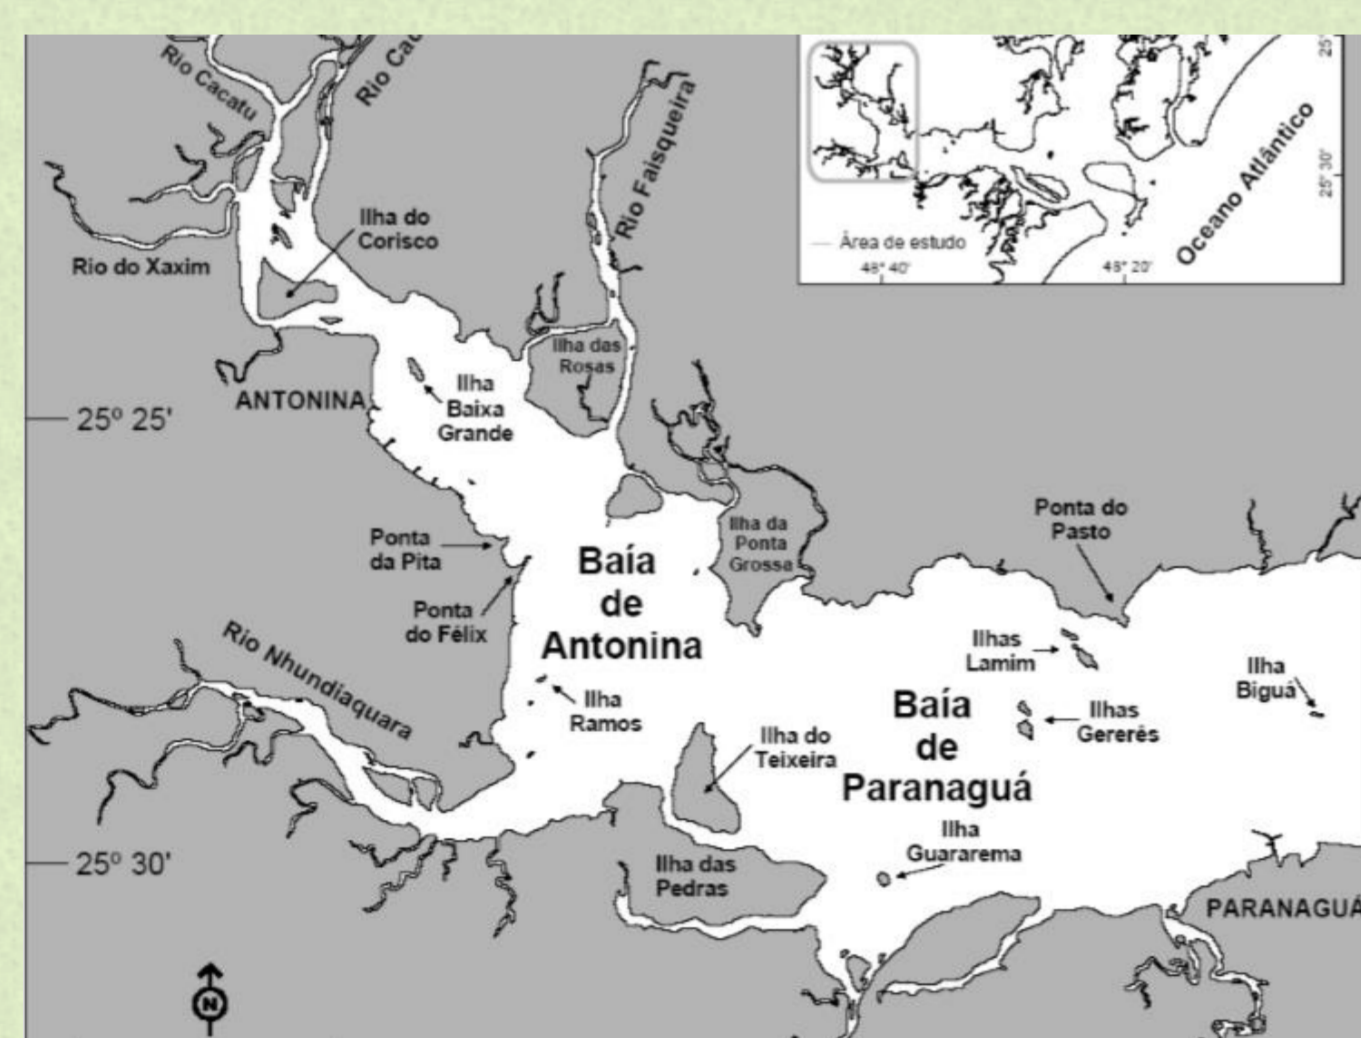 Rio Cacatu
Rio
Rio Faisqueira
Ilha do
Corisco
Rio do Xaxim
Ilha das
Rosas
ANTONINA
Ilha
Baixa
Grande
25º 25'
Ponta
da Pita
Ponta
do Félix
Baía
de
Antonina
Ilha da
Ponta
Grossa
Ponta do
Pasto
Rio Nhundiaquara
Ilha
Ramos
Ilhas
Lamim
Ilha
Biguá
Baía
de
Paranaguá
Ilhas
Gererês
Ilha do
Teixeira
Ilha
Guararema
25º 30'
Ilha das
Pedras
PARANAGUÁ
N
Área de estudo
48° 40'
48° 20'
25° 30'
Oceano Atlântico